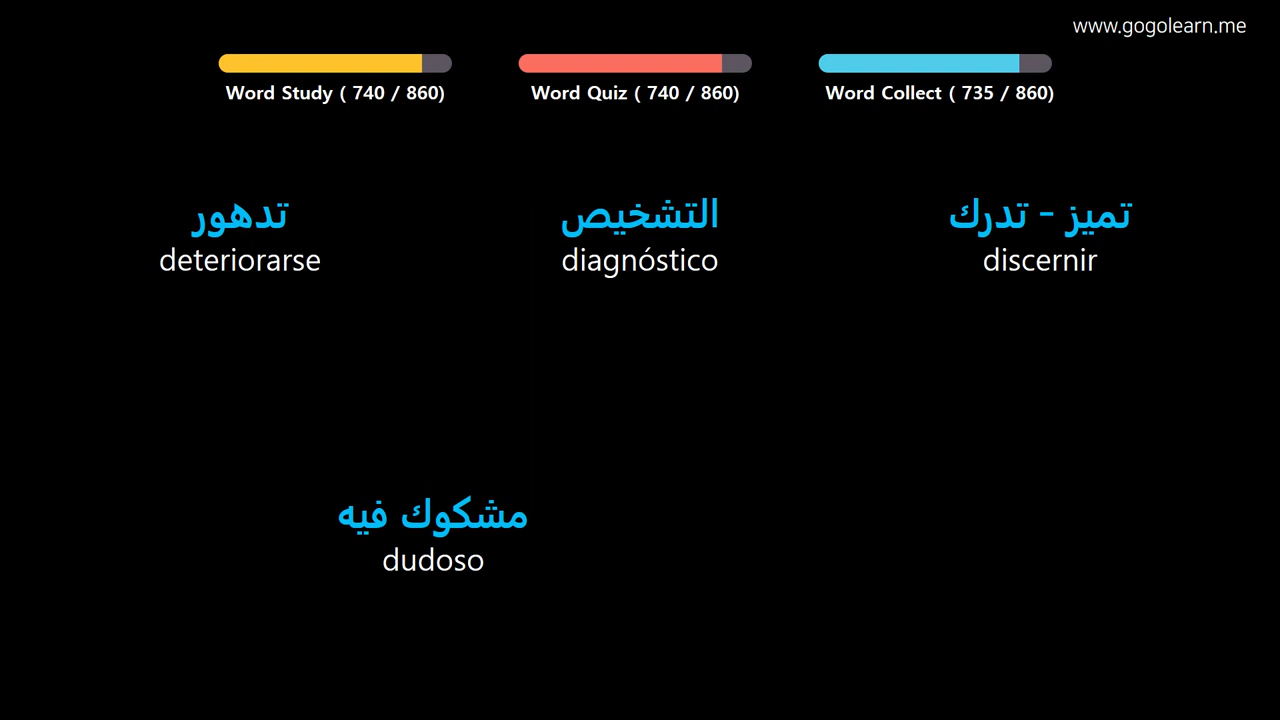 www.gogolearn.me
Word Study ( 740 / 860)
Word Quiz ( 740 / 860)
Word Collect ( 735 / 860)
تدهور
deteriorarse
التشخيص
diagnóstico
تميز - تدرك
discernir
مشكوك فيه
dudoso